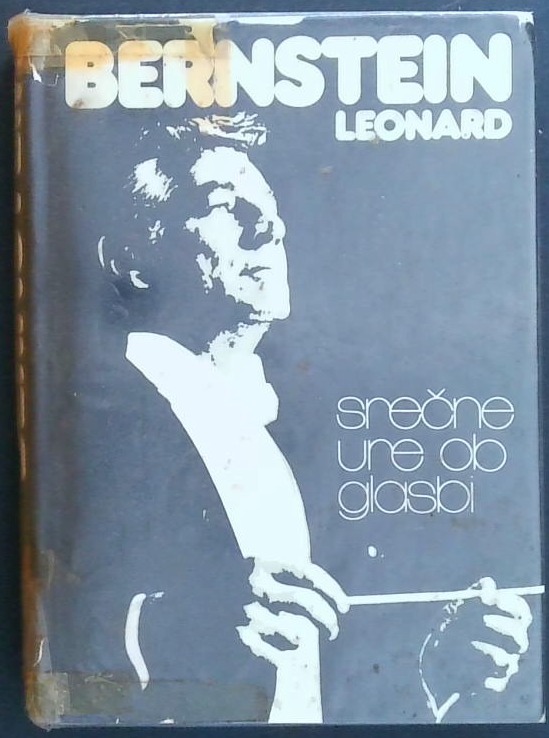 BERNSTEIN
LEONARD
srečne
ure ob
glasbi